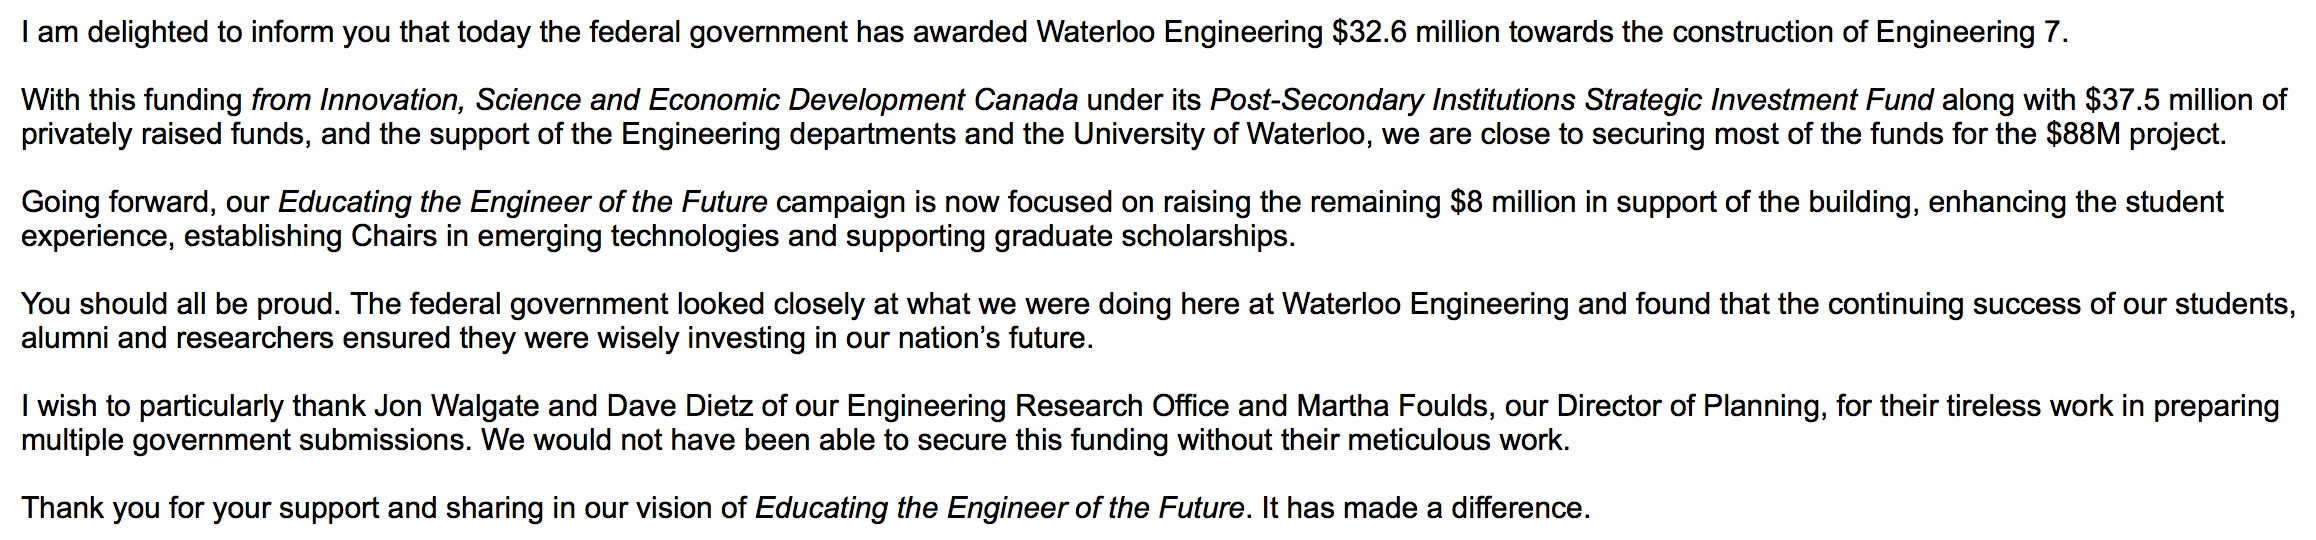 I am delighted to inform you that today the federal government has awarded Waterloo Engineering $32.6 million towards the construction of Engineering 7.
With this funding from Innovation, Science and Economic Development Canada under its Post-Secondary Institutions Strategic Investment Fund along with $37.5 million of
privately raised funds, and the support of the Engineering departments and the University of Waterloo, we are close to securing most of the funds for the $88M project.
Going forward, our Educating the Engineer of the Future campaign is now focused on raising the remaining $8 million in support of the building, enhancing the student
experience, establishing Chairs in emerging technologies and supporting graduate scholarships.
You should all be proud. The federal government looked closely at what we were doing here at Waterloo Engineering and found that the continuing success of our students,
alumni and researchers ensured they were wisely investing in our nation’s future.
I wish to particularly thank Jon Walgate and Dave Dietz of our Engineering Research Office and Martha Foulds, our Director of Planning, for their tireless work in preparing
multiple government submissions. We would not have been able to secure this funding without their meticulous work.
Thank you for your support and sharing in our vision of Educating the Engineer of the Future. It has made a difference.